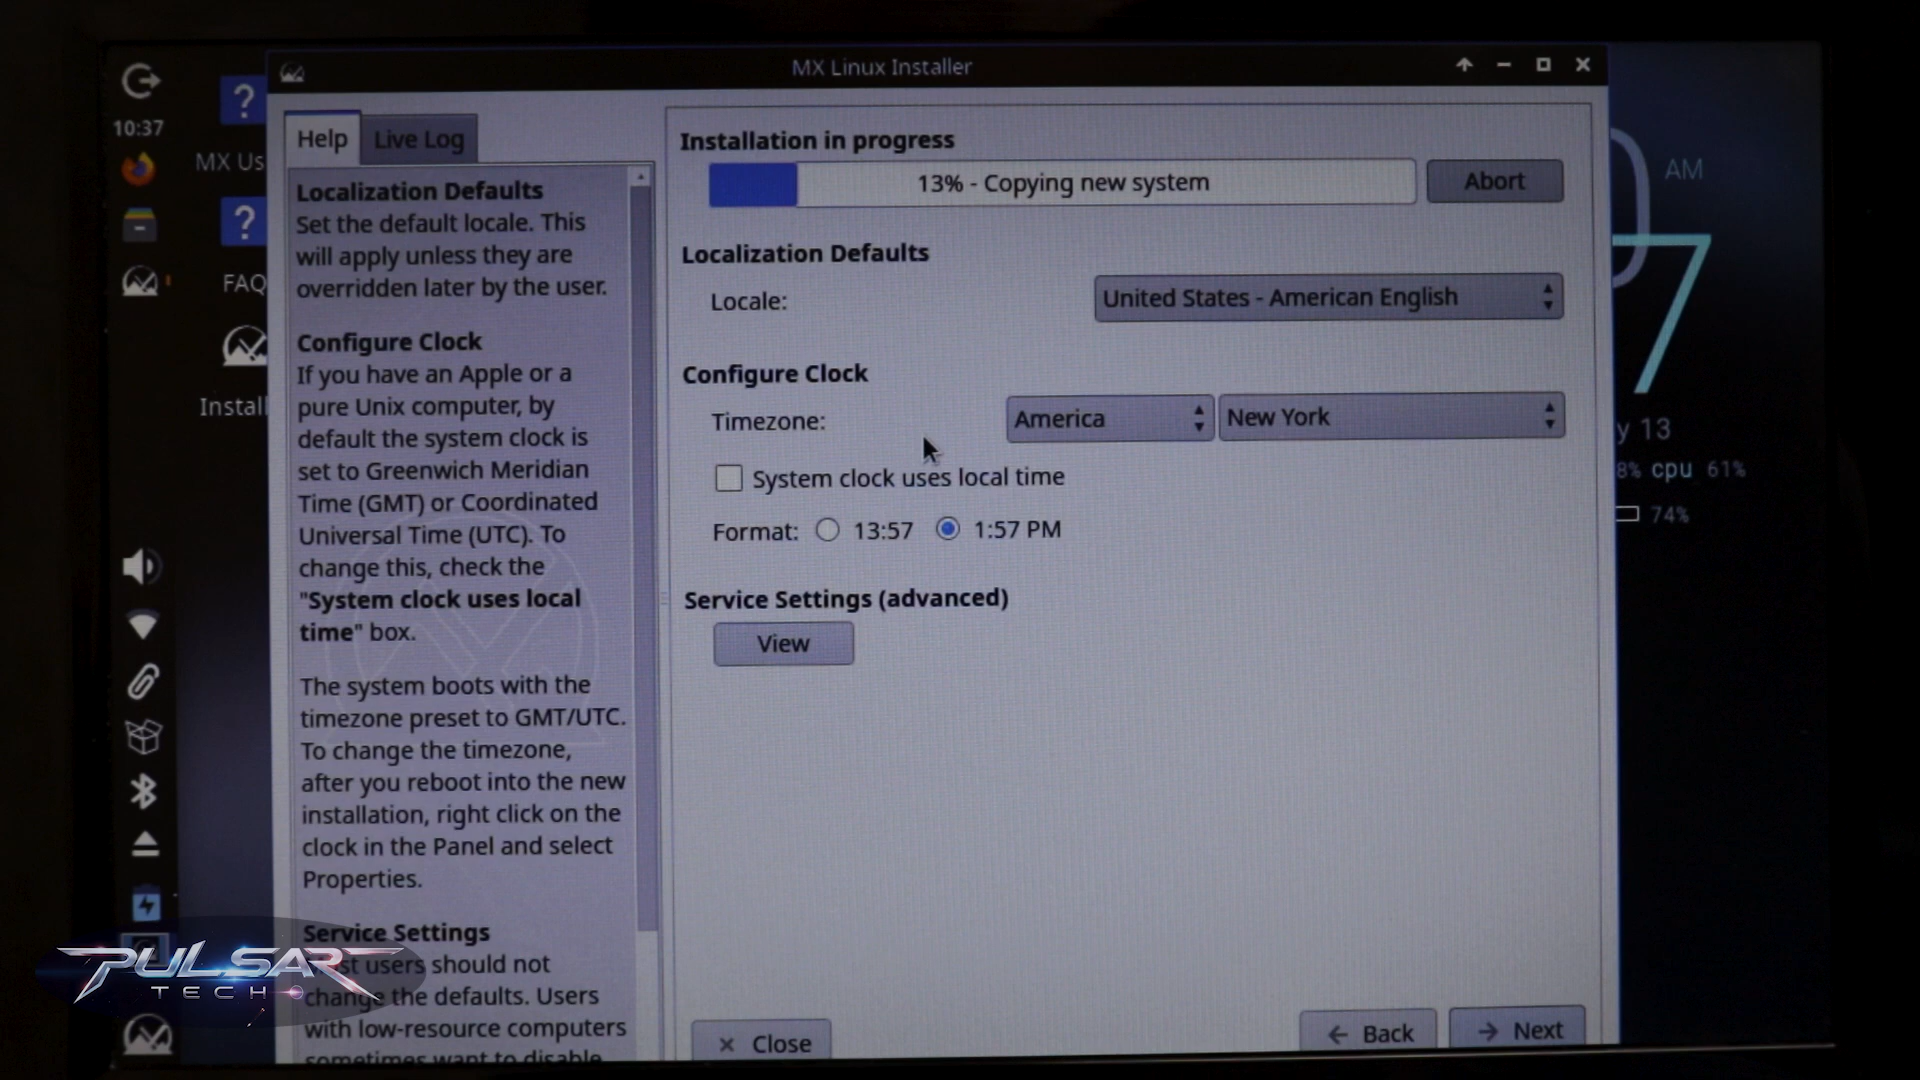 MX Linux Installer
10:37
MX Us
FAQ
Install
Help
Live Log
Localization Defaults
Set the default locale. This
will apply unless they are
overridden later by the user.
Configure Clock
If you have an Apple or a
pure Unix computer, by
default the system clock is
set to Greenwich Meridian
Time (GMT) or Coordinated
Universal Time (UTC). To
change this, check the
"System clock uses local
time" box.
The system boots with the
timezone preset to GMT/UTC.
To change the timezone,
after you reboot into the new
installation, right click on the
clock in the Panel and select
Properties.
Service Settings
users should not
change the defaults. Users
with low-resource computers
sometimes want to disable
Installation in progress
13% - Copying new system
Abort
Localization Defaults
Locale:
United States - American English
Configure Clock
Timezone:
America
New York
System clock uses local time
Format: 13:57 1:57 PM
Service Settings (advanced)
View
Close
Back
Next
AM
7
y 13
8% cpu 61%
74%
PULSAR
TECH